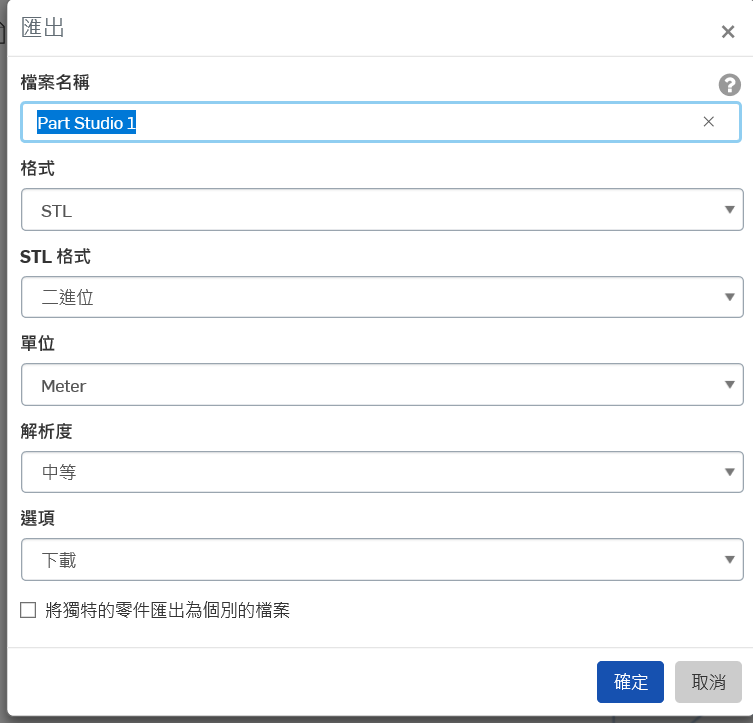 匯出
檔案名稱
Part Studio 1
格式
STL
STL 格式
二進位
單位
Meter
解析度
中等
選項
下載
將獨特的零件匯出為個別的檔案
確定
取消